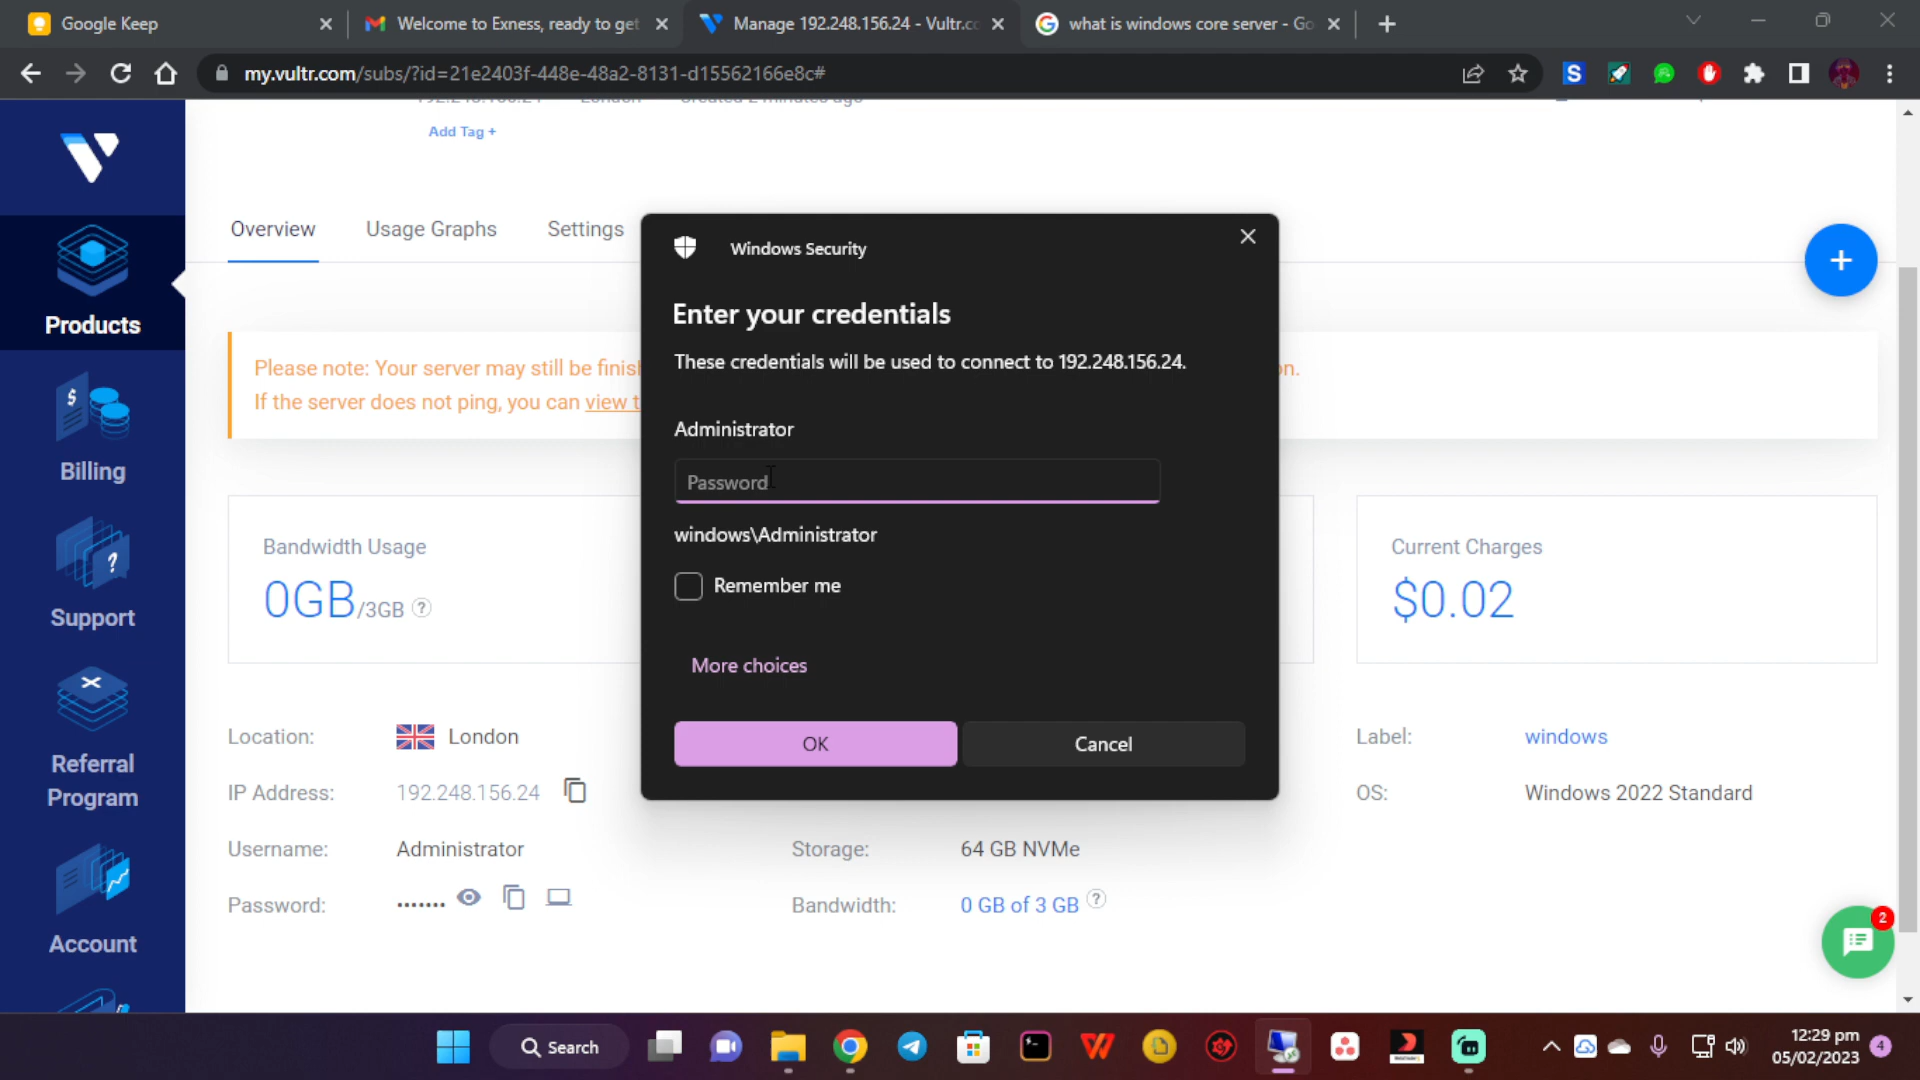 Google Keep
Welcome to Exness, ready to get
Manage 192.248.156.24 - Vultr.c
what is windows core server - Go
my.vultr.com/subs/?id=21e2403f-448e-48a2-8131-d15562166e8c#
Add Tag +
Overview
Usage Graphs
Settings
Products
Billing
Support
Referral
Program
Account
Please note: Your server may still be finis
on.
If the server does not ping, you can view t
Bandwidth Usage
0GB/3GB ?
Current Charges
$0.02
Windows Security
Enter your credentials
These credentials will be used to connect to 192.248.156.24.
Administrator
Password
windows\Administrator
Remember me
More choices
OK
Cancel
Location: London
IP Address: 192.248.156.24
Username: Administrator
Password: •••••••
Storage: 64 GB NVMe
Bandwidth: 0 GB of 3 GB ?
Label: windows
OS: Windows 2022 Standard
2
Search
12:29 pm
05/02/2023
4